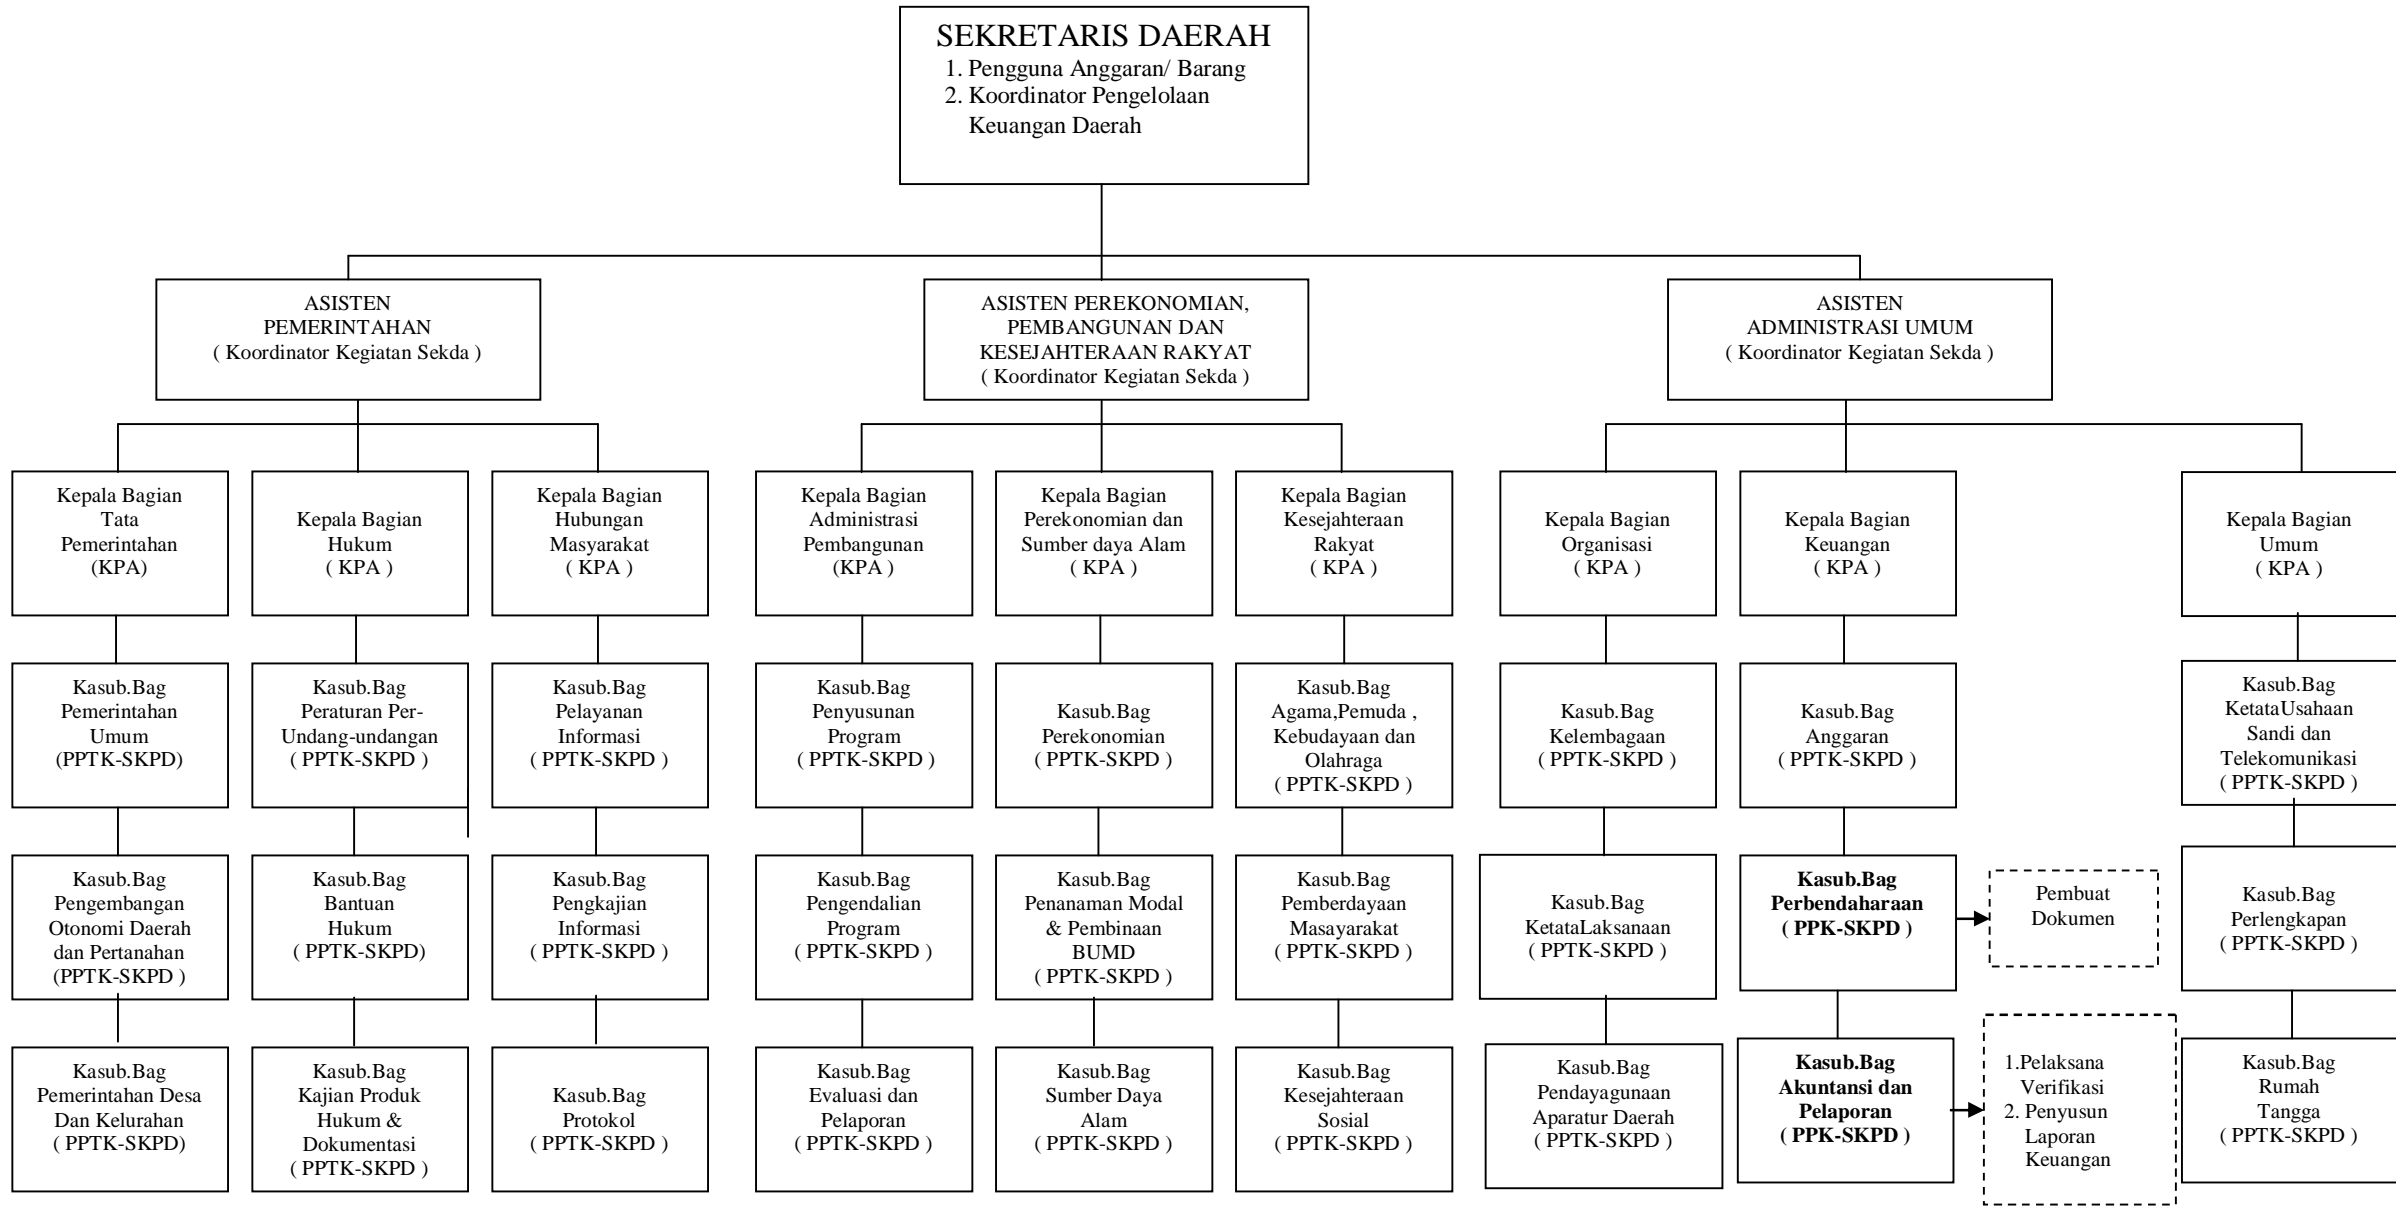 SEKRETARIS DAERAH
1. Pengguna Anggaran/ Barang
2. Koordinator Pengelolaan
Keuangan Daerah
ASISTEN
PEMERINTAHAN
( Koordinator Kegiatan Sekda )
ASISTEN PEREKONOMIAN,
PEMBANGUNAN DAN
KESEJAHTERAAN RAKYAT
( Koordinator Kegiatan Sekda )
ASISTEN
ADMINISTRASI UMUM
( Koordinator Kegiatan Sekda )
Kepala Bagian
Tata
Pemerintahan
(KPA)
Kepala Bagian
Hukum
( KPA )
Kepala Bagian
Hubungan
Masyarakat
( KPA )
Kepala Bagian
Administrasi
Pembangunan
(KPA )
Kepala Bagian
Perekonomian dan
Sumber daya Alam
( KPA )
Kepala Bagian
Kesejahteraan
Rakyat
( KPA )
Kepala Bagian
Organisasi
( KPA )
Kepala Bagian
Keuangan
( KPA )
Kepala Bagian
Umum
( KPA )
Kasub.Bag
Pemerintahan
Umum
(PPTK-SKPD)
Kasub.Bag
Peraturan Per-
Undang-undangan
( PPTK-SKPD )
Kasub.Bag
Pelayanan
Informasi
( PPTK-SKPD )
Kasub.Bag
Penyusunan
Program
( PPTK-SKPD )
Kasub.Bag
Perekonomian
( PPTK-SKPD )
Kasub.Bag
Agama,Pemuda ,
Kebudayaan dan
Olahraga
( PPTK-SKPD )
Kasub.Bag
Kelembagaan
( PPTK-SKPD )
Kasub.Bag
Anggaran
( PPTK-SKPD )
Kasub.Bag
KetataUsahaan
Sandi dan
Telekomunikasi
( PPTK-SKPD )
Kasub.Bag
Pengembangan
Otonomi Daerah
dan Pertanahan
(PPTK-SKPD )
Kasub.Bag
Bantuan
Hukum
( PPTK-SKPD)
Kasub.Bag
Pengkajian
Informasi
( PPTK-SKPD )
Kasub.Bag
Pengendalian
Program
( PPTK-SKPD )
Kasub.Bag
Penanaman Modal
& Pembinaan
BUMD
( PPTK-SKPD )
Kasub.Bag
Pemberdayaan
Masayarakat
( PPTK-SKPD )
Kasub.Bag
KetataLaksanaan
( PPTK-SKPD )
Kasub.Bag
Perbendaharaan
( PPK-SKPD )
Pembuat
Dokumen
Kasub.Bag
Perlengkapan
( PPTK-SKPD )
Kasub.Bag
Pemerintahan Desa
Dan Kelurahan
( PPTK-SKPD)
Kasub.Bag
Kajian Produk
Hukum &
Dokumentasi
( PPTK-SKPD )
Kasub.Bag
Protokol
( PPTK-SKPD )
Kasub.Bag
Evaluasi dan
Pelaporan
( PPTK-SKPD )
Kasub.Bag
Sumber Daya
Alam
( PPTK-SKPD )
Kasub.Bag
Kesejahteraan
Sosial
( PPTK-SKPD )
Kasub.Bag
Pendayagunaan
Aparatur Daerah
( PPTK-SKPD )
Kasub.Bag
Akuntansi dan
Pelaporan
( PPK-SKPD )
1.Pelaksana
Verifikasi
2. Penyusun
Laporan
Keuangan
Kasub.Bag
Rumah
Tangga
( PPTK-SKPD )